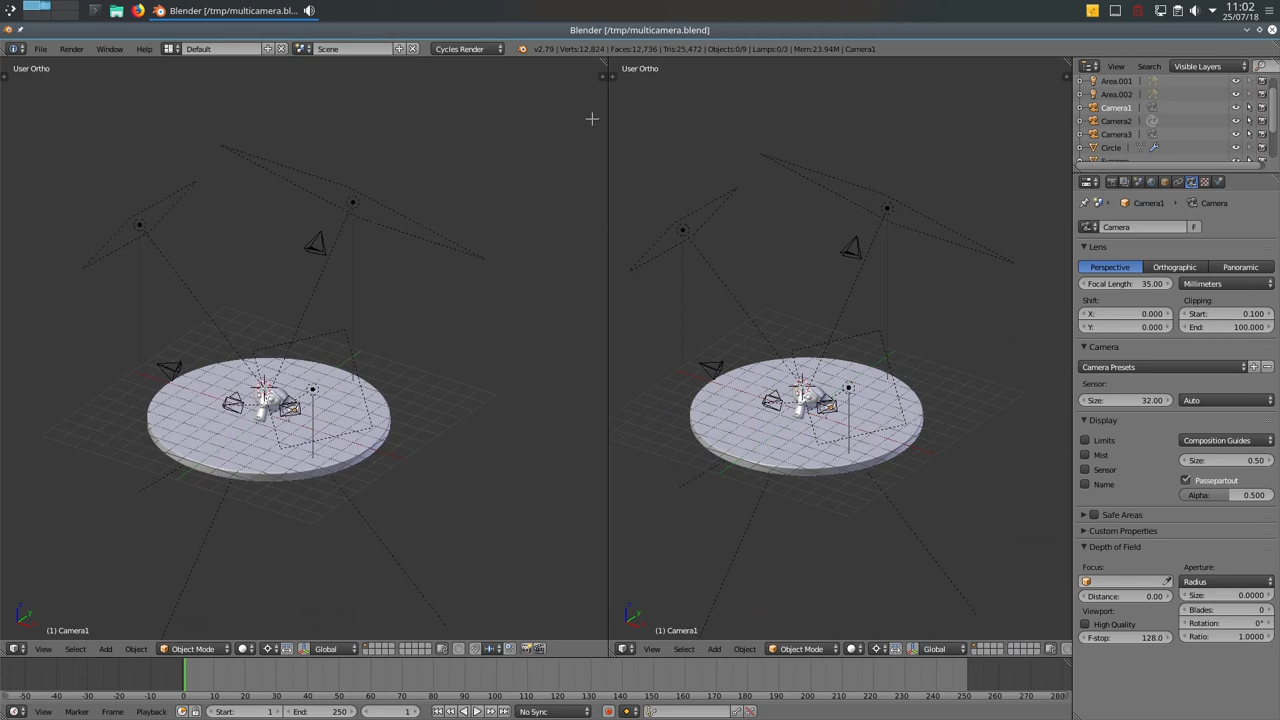 Blender [/tmp/multicamera.bl...
11:02
25/07/18
Blender [/tmp/multicamera.blend]
File Render Window Help Default Scene Cycles Render v2.79 | Verts:12,824 | Faces:12,736 | Tris:25,472 | Objects:0/9 | Lamps:0/3 | Mem:23.94M | Camera1
User Ortho
User Ortho
View Search Visible Layers
Area.001
Area.002
Camera1
Camera2
Camera3
Circle
Camera1 Camera
Camera F
Lens
Perspective Orthographic Panoramic
Focal Length: 35.00 Millimeters
Shift: Clipping:
X: 0.000 Start: 0.100
Y: 0.000 End: 100.000
Camera
Camera Presets
Sensor:
Size: 32.00 Auto
Display
Limits Composition Guides
Mist Size: 0.50
Sensor Passepartout
Name Alpha: 0.500
Safe Areas
Custom Properties
Depth of Field
Focus: Aperture:
Radius
Distance: 0.00 Size: 0.0000
Viewport: Blades: 0
High Quality Rotation: 0°
F-stop: 128.0 Ratio: 1.0000
(1) Camera1
(1) Camera1
View Select Add Object Object Mode Global
View Select Add Object Object Mode Global
-50 -40 -30 -20 -10 0 10 20 30 40 50 60 70 80 90 100 110 120 130 140 150 160 170 180 190 200 210 220 230 240 250 260 270 280
View Marker Frame Playback Start: 1 End: 250 1 No Sync